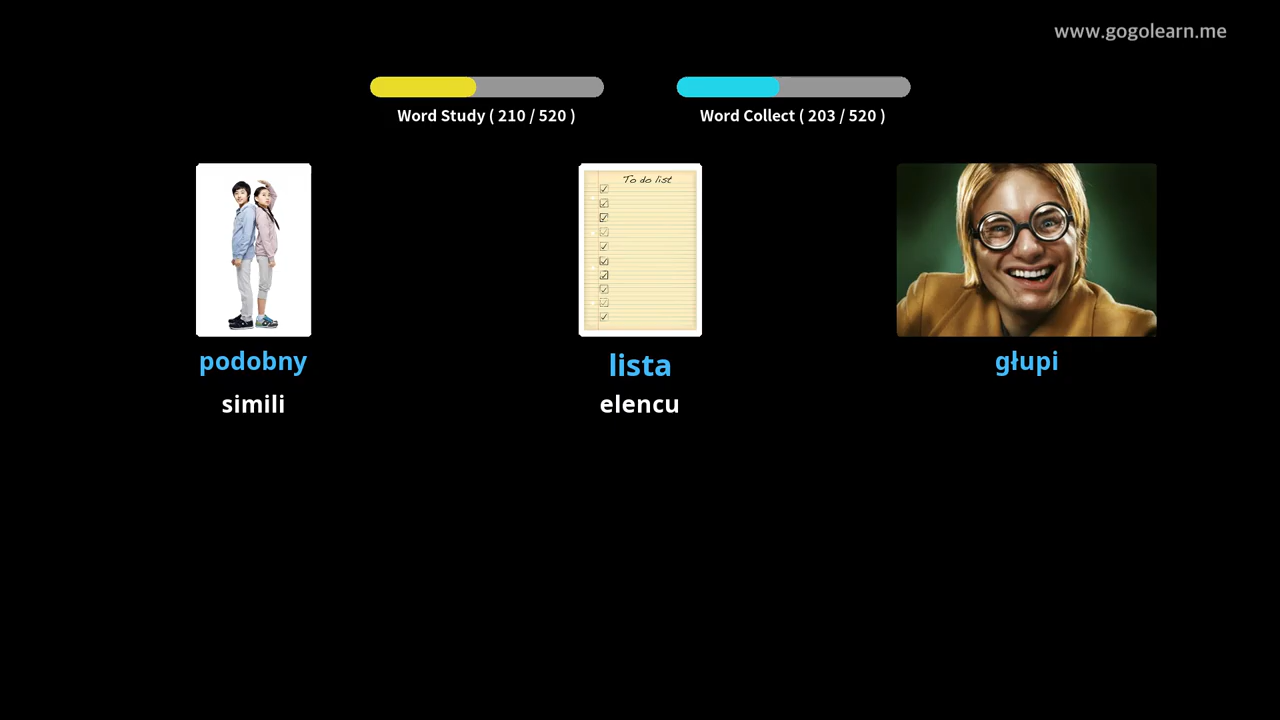 www.gogolearn.me
Word Study ( 210 / 520 )
Word Collect ( 203 / 520 )
To do list
podobny
lista
głupi
simili
elencu